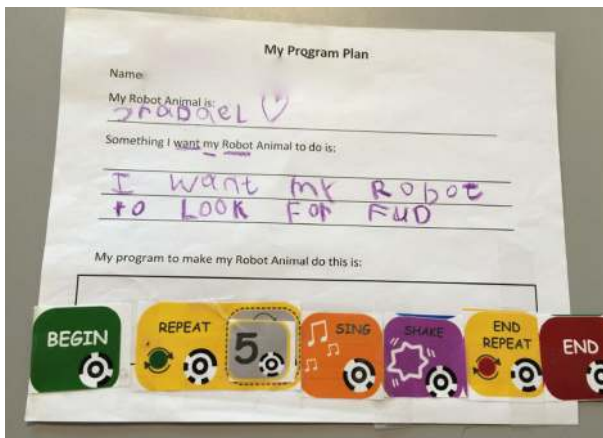 My Program Plan
Name:
My Robot Animal is:
Something I want my Robot Animal to do is:
I want my Robot
to LOOK FOR FUD
My program to make my Robot Animal do this is:
BEGIN
REPEAT
5
SING
SHAKE
END
REPEAT
END